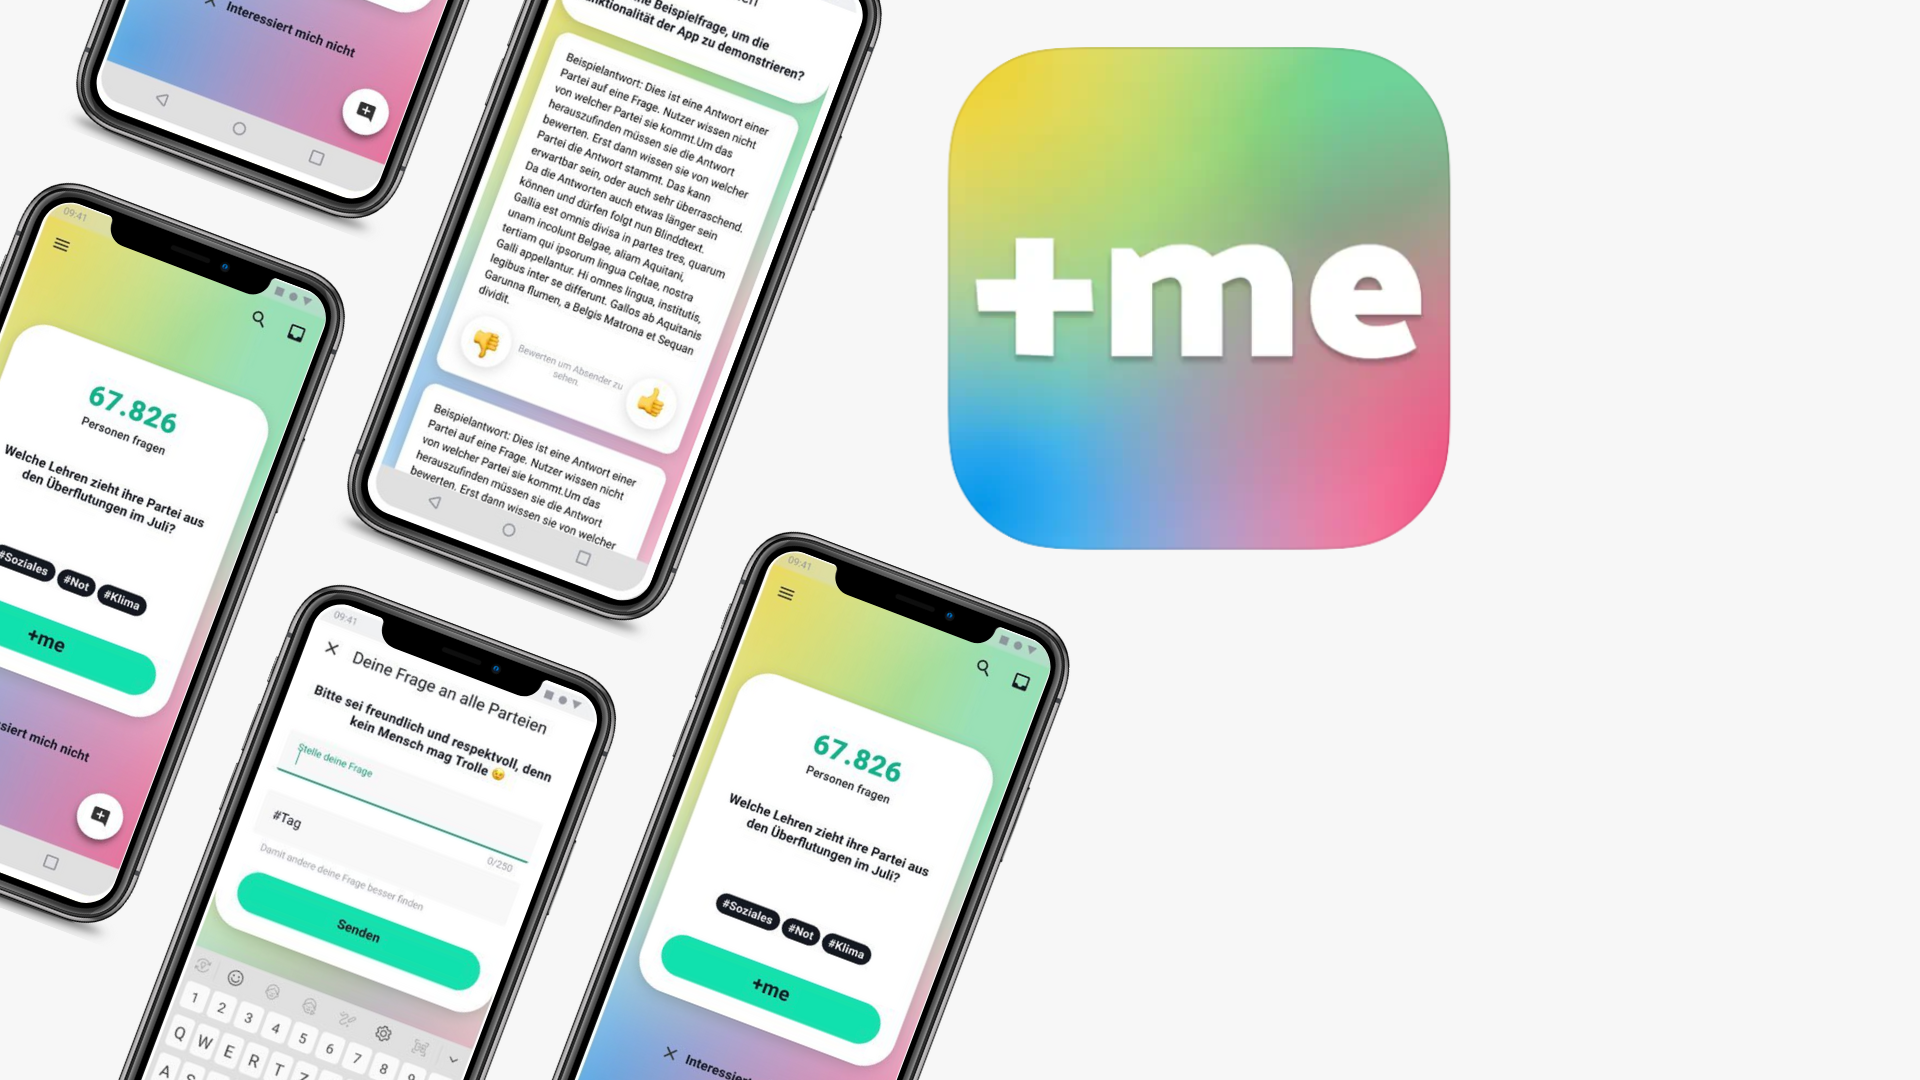 Interessiert mich nicht
ne Beispielfrage, um die
nktionalität der App zu demonstrieren?
Beispielantwort: Dies ist eine Antwort einer
Partei auf eine Frage. Nutzer wissen nicht
von welcher Partei sie kommt.Um das
herauszufinden müssen sie die Antwort
bewerten. Erst dann wissen sie von welcher
Partei die Antwort stammt. Das kann
erwartbar sein, oder auch sehr überraschend.
Da die Antworten auch etwas länger sein
können und dürfen folgt nun Blinddtext.
Gallia est omnis divisa in partes tres, quarum
unam incolunt Belgae, aliam Aquitani,
tertiam qui ipsorum lingua Celtae, nostra
Galli appellantur. Hi omnes lingua, institutis,
legibus inter se differunt. Gallos ab Aquitanis
Garunna flumen, a Belgis Matrona et Sequan
dividit.
Bewerten um Absender zu
sehen.
Beispielantwort: Dies ist eine Antwort einer
Partei auf eine Frage. Nutzer wissen nicht
von welcher Partei sie kommt.Um das
herauszufinden müssen sie die Antwort
bewerten. Erst dann wissen sie von welcher
+me
09:41
67.826
Personen fragen
Welche Lehren zieht ihre Partei aus
den Überflutungen im Juli?
#Soziales #Not #Klima
+me
siert mich nicht
09:41
Deine Frage an alle Parteien
Bitte sei freundlich und respektvoll, denn
kein Mensch mag Trolle 😉
Stelle deine Frage
0/250
#Tag
Damit andere deine Frage besser finden
Senden
1 2 3 4 5 6 7 8 9
Q W E R T Z
A S
09:41
67.826
Personen fragen
Welche Lehren zieht ihre Partei aus
den Überflutungen im Juli?
#Soziales #Not #Klima
+me
Interessier